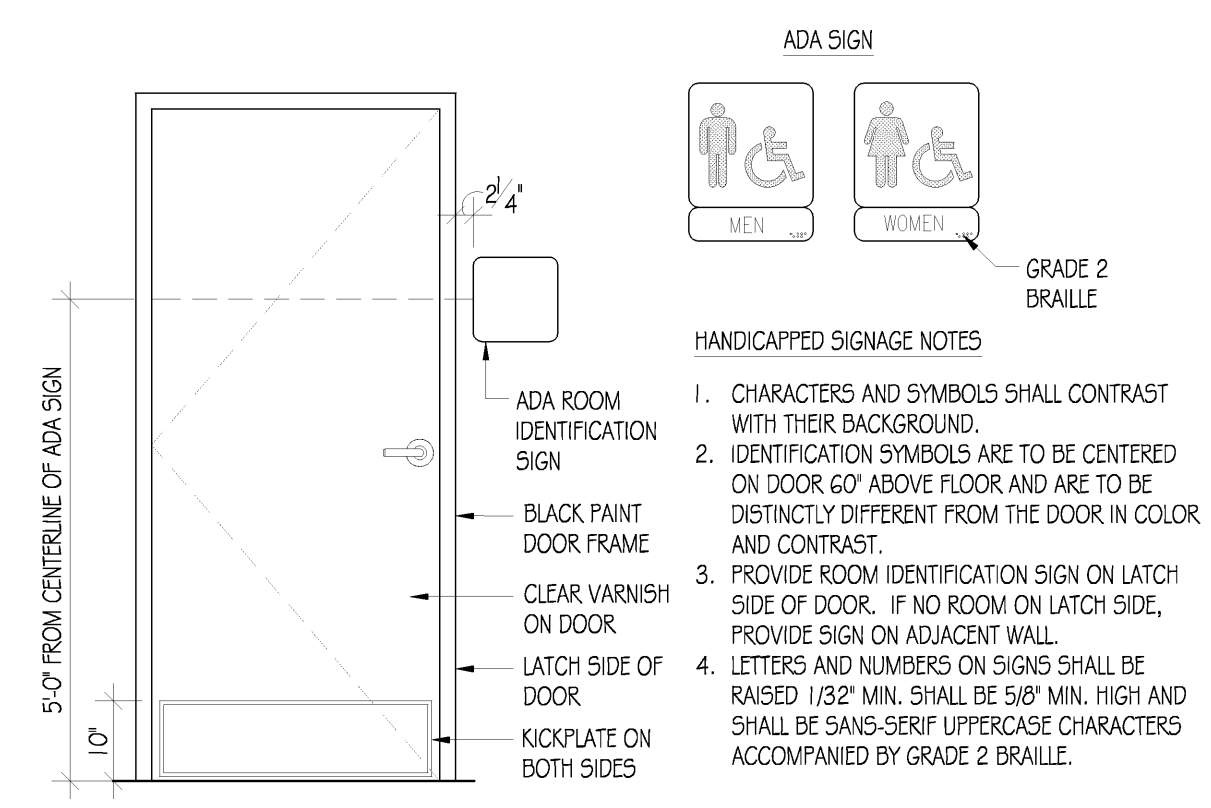 ADA SIGN
MEN
WOMEN
GRADE 2
BRAILLE
2 1/4"
5'-0" FROM CENTERLINE OF ADA SIGN
10"
ADA ROOM
IDENTIFICATION
SIGN
BLACK PAINT
DOOR FRAME
CLEAR VARNISH
ON DOOR
LATCH SIDE OF
DOOR
KICKPLATE ON
BOTH SIDES
HANDICAPPED SIGNAGE NOTES
1. CHARACTERS AND SYMBOLS SHALL CONTRAST
WITH THEIR BACKGROUND.
2. IDENTIFICATION SYMBOLS ARE TO BE CENTERED
ON DOOR 60" ABOVE FLOOR AND ARE TO BE
DISTINCTLY DIFFERENT FROM THE DOOR IN COLOR
AND CONTRAST.
3. PROVIDE ROOM IDENTIFICATION SIGN ON LATCH
SIDE OF DOOR. IF NO ROOM ON LATCH SIDE,
PROVIDE SIGN ON ADJACENT WALL.
4. LETTERS AND NUMBERS ON SIGNS SHALL BE
RAISED 1/32" MIN. SHALL BE 5/8" MIN. HIGH AND
SHALL BE SANS-SERIF UPPERCASE CHARACTERS
ACCOMPANIED BY GRADE 2 BRAILLE.